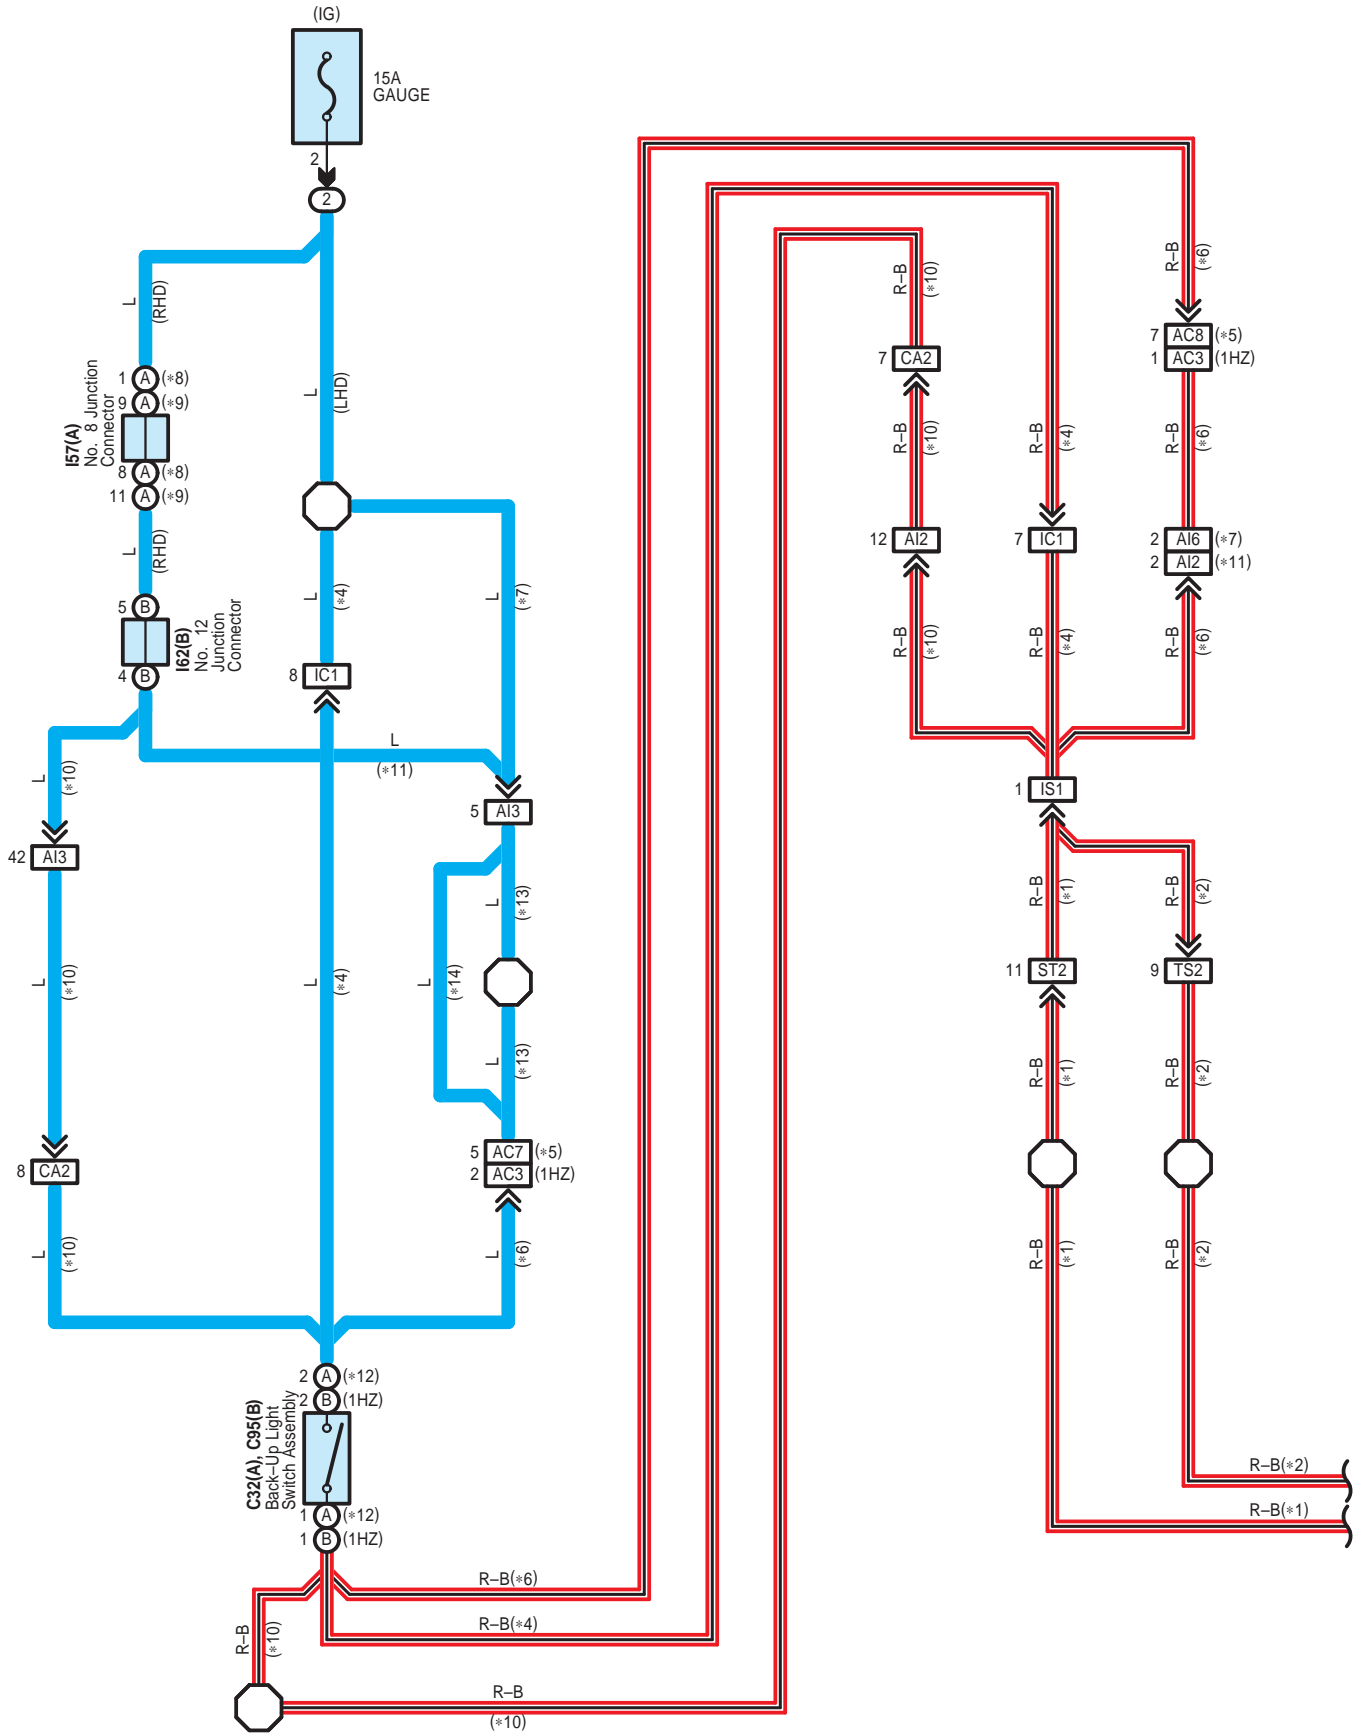 (IG)
15A
GAUGE
2
2
L
(RHD)
L
(LHD)
1 A (*8)
9 A (*9)
I57(A)
No. 8 Junction
Connector
8 A (*8)
11 A (*9)
L
(RHD)
5 B
I62(B)
No. 12
Junction
Connector
4 B
L
(*4)
L
(*7)
8 IC1
L
(*10)
L
(*11)
5 AI3
42 AI3
L
(*13)
L
(*14)
L
(*10)
L
(*4)
L
(*13)
5 AC7 (*5)
2 AC3 (1HZ)
8 CA2
L
(*10)
L
(*6)
2 A (*12)
2 B (1HZ)
C32(A), C95(B)
Back-Up Light
Switch Assembly
1 A (*12)
1 B (1HZ)
R-B(*6)
R-B(*4)
R-B
(*10)
R-B
(*10)
R-B
(*10)
R-B
(*6)
7 CA2
7 AC8 (*5)
1 AC3 (1HZ)
R-B
(*10)
R-B
(*4)
R-B
(*6)
12 AI2
7 IC1
2 AI6 (*7)
2 AI2 (*11)
R-B
(*10)
R-B
(*4)
R-B
(*6)
1 IS1
R-B
(*1)
R-B
(*2)
11 ST2
9 TS2
R-B
(*1)
R-B
(*2)
R-B
(*1)
R-B
(*2)
R-B(*2)
R-B(*1)